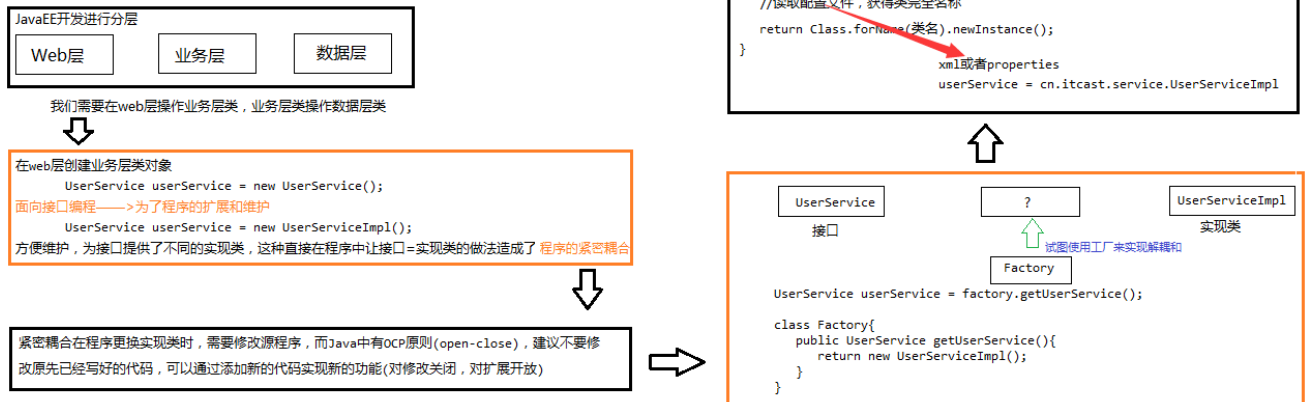 JavaEE开发进行分层
Web层
业务层
数据层
我们需要在web层操作业务层类，业务层类操作数据层类
在web层创建业务层类对象
UserService userService = new UserService();
面向接口编程——>为了程序的扩展和维护
UserService userService = new UserServiceImpl();
方便维护，为接口提供了不同的实现类，这种直接在程序中让接口=实现类的做法造成了 程序的紧密耦合
紧密耦合在程序更换实现类时，需要修改源程序，而Java中有OCP原则(open-close)，建议不要修
改原先已经写好的代码，可以通过添加新的代码实现新的功能(对修改关闭，对扩展开放)
UserService
接口
?
UserServiceImpl
实现类
试图使用工厂来实现解耦和
Factory
UserService userService = factory.getUserService();
class Factory{
public UserService getUserService(){
return new UserServiceImpl();
}
}
//读取配置文件，获得类完全名称
return Class.forName(类名).newInstance();
}
xml或者properties
userService = cn.itcast.service.UserServiceImpl